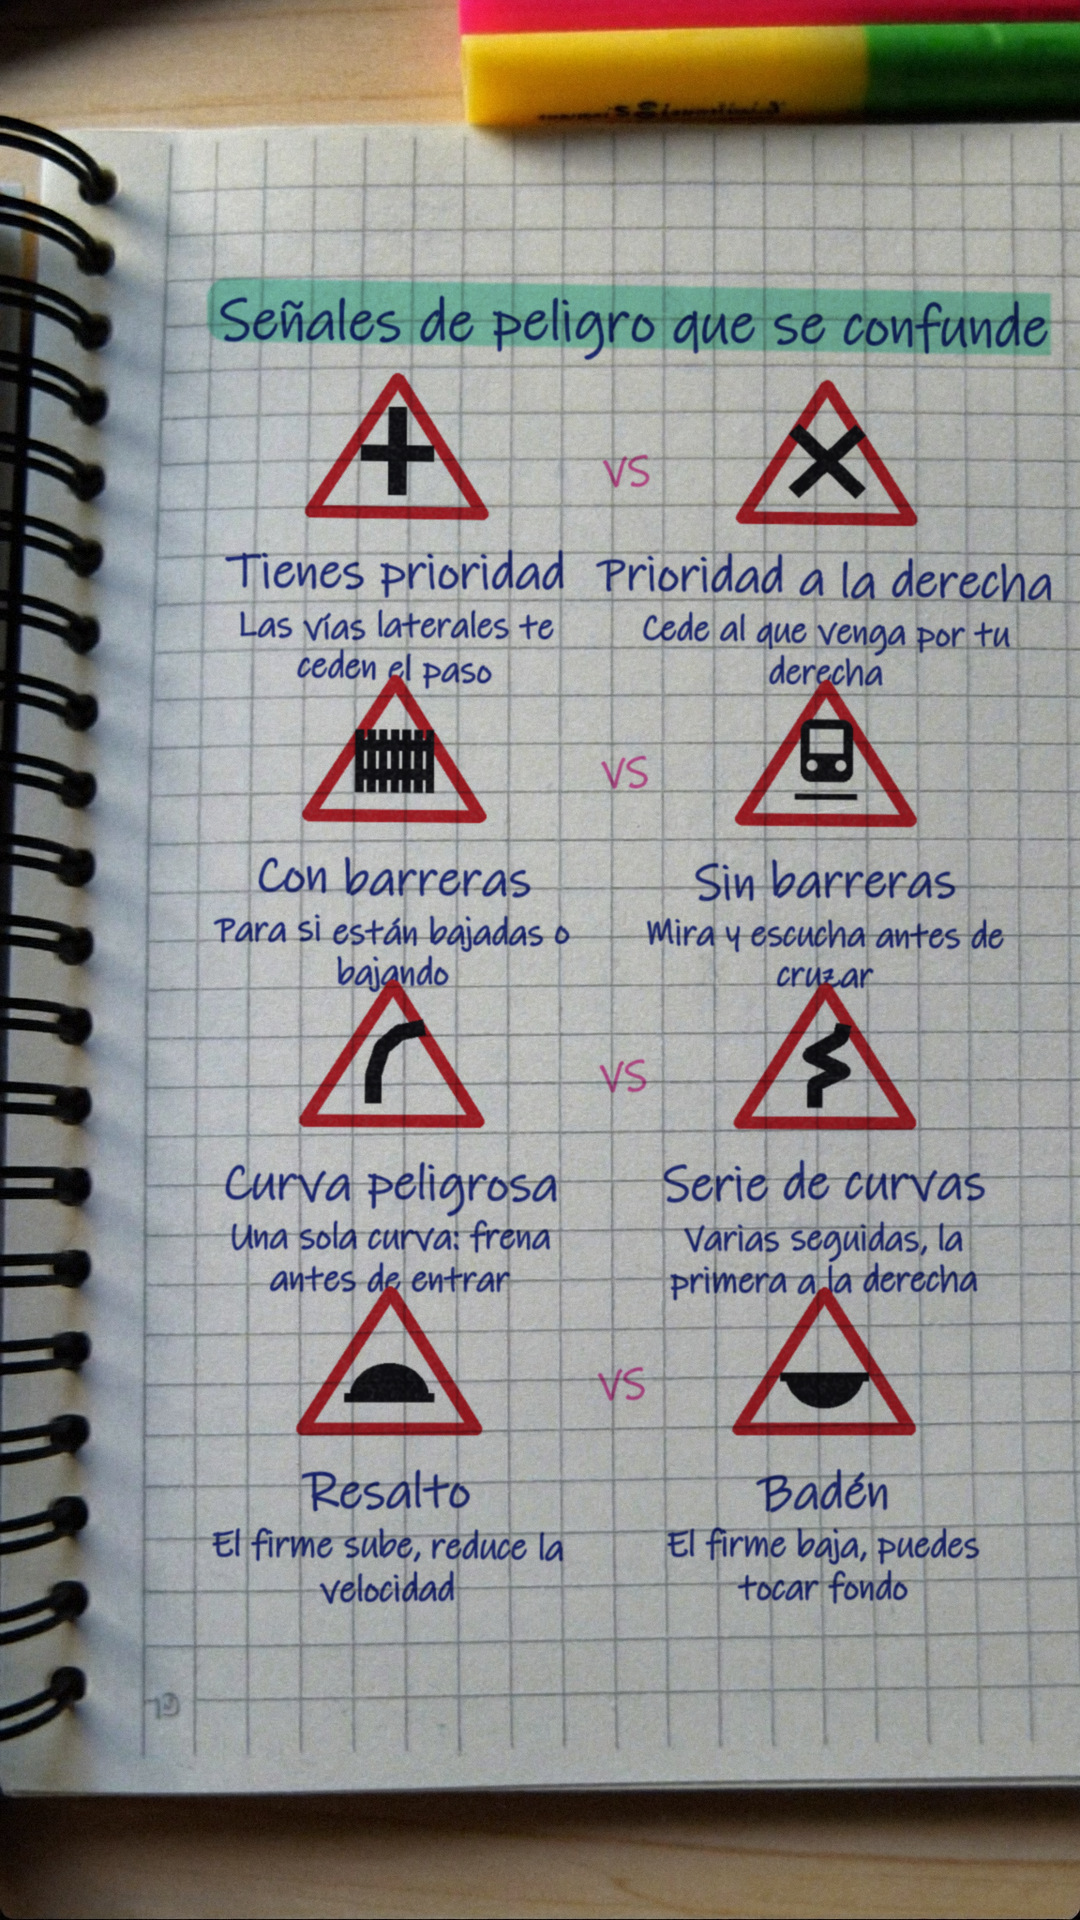 Señales de peligro que se confunde
vs
Tienes prioridad
Prioridad a la derecha
Las vías laterales te
ceden el paso
Cede al que venga por tu
derecha
vs
Con barreras
Sin barreras
Para si están bajadas o
bajando
Mira y escucha antes de
cruzar
vs
Curva peligrosa
Serie de curvas
Una sola curva: frena
antes de entrar
Varias seguidas, la
primera a la derecha
vs
Resalto
Badén
El firme sube, reduce la
velocidad
El firme baja, puedes
tocar fondo